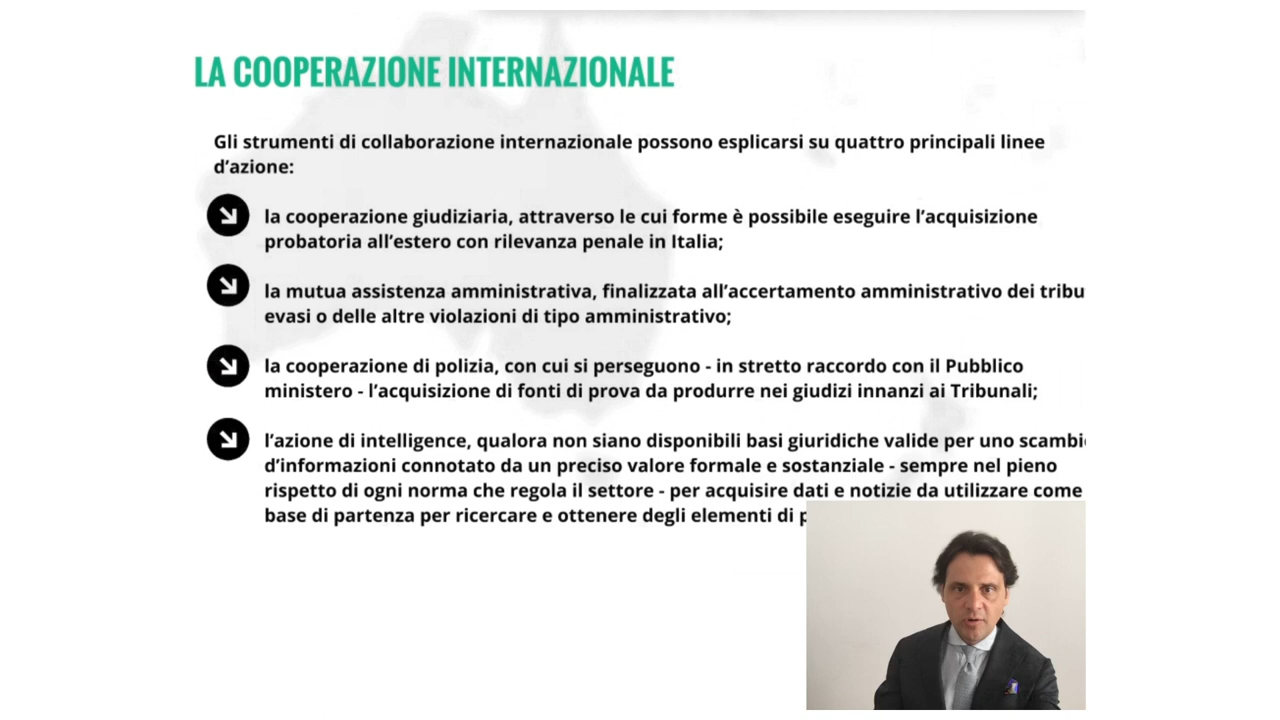 LA COOPERAZIONE INTERNAZIONALE
Gli strumenti di collaborazione internazionale possono esplicarsi su quattro principali linee
d’azione:
la cooperazione giudiziaria, attraverso le cui forme è possibile eseguire l’acquisizione
probatoria all’estero con rilevanza penale in Italia;
la mutua assistenza amministrativa, finalizzata all’accertamento amministrativo dei
evasi o delle altre violazioni di tipo amministrativo;
la cooperazione di polizia, con cui si perseguono - in stretto raccordo con il Pubblico
ministero - l’acquisizione di fonti di prova da produrre nei giudizi innanzi ai Tribunali;
l’azione di intelligence, qualora non siano disponibili basi giuridiche valide per uno
d’informazioni connotato da un preciso valore formale e sostanziale - sempre nel pieno
rispetto di ogni norma che regola il settore - per acquisire dati e notizie da utilizzare come
base di partenza per ricercare e ottenere degli elementi di